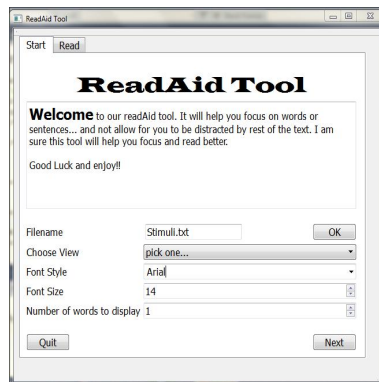 ReadAid Tool
Start Read
ReadAid Tool
Welcome to our readAid tool. It will help you focus on words or
sentences... and not allow for you to be distracted by rest of the text. I am
sure this tool will help you focus and read better.
Good Luck and enjoy!!
Filename Stimuli.txt OK
Choose View pick one...
Font Style Arial
Font Size 14
Number of words to display 1
Quit Next